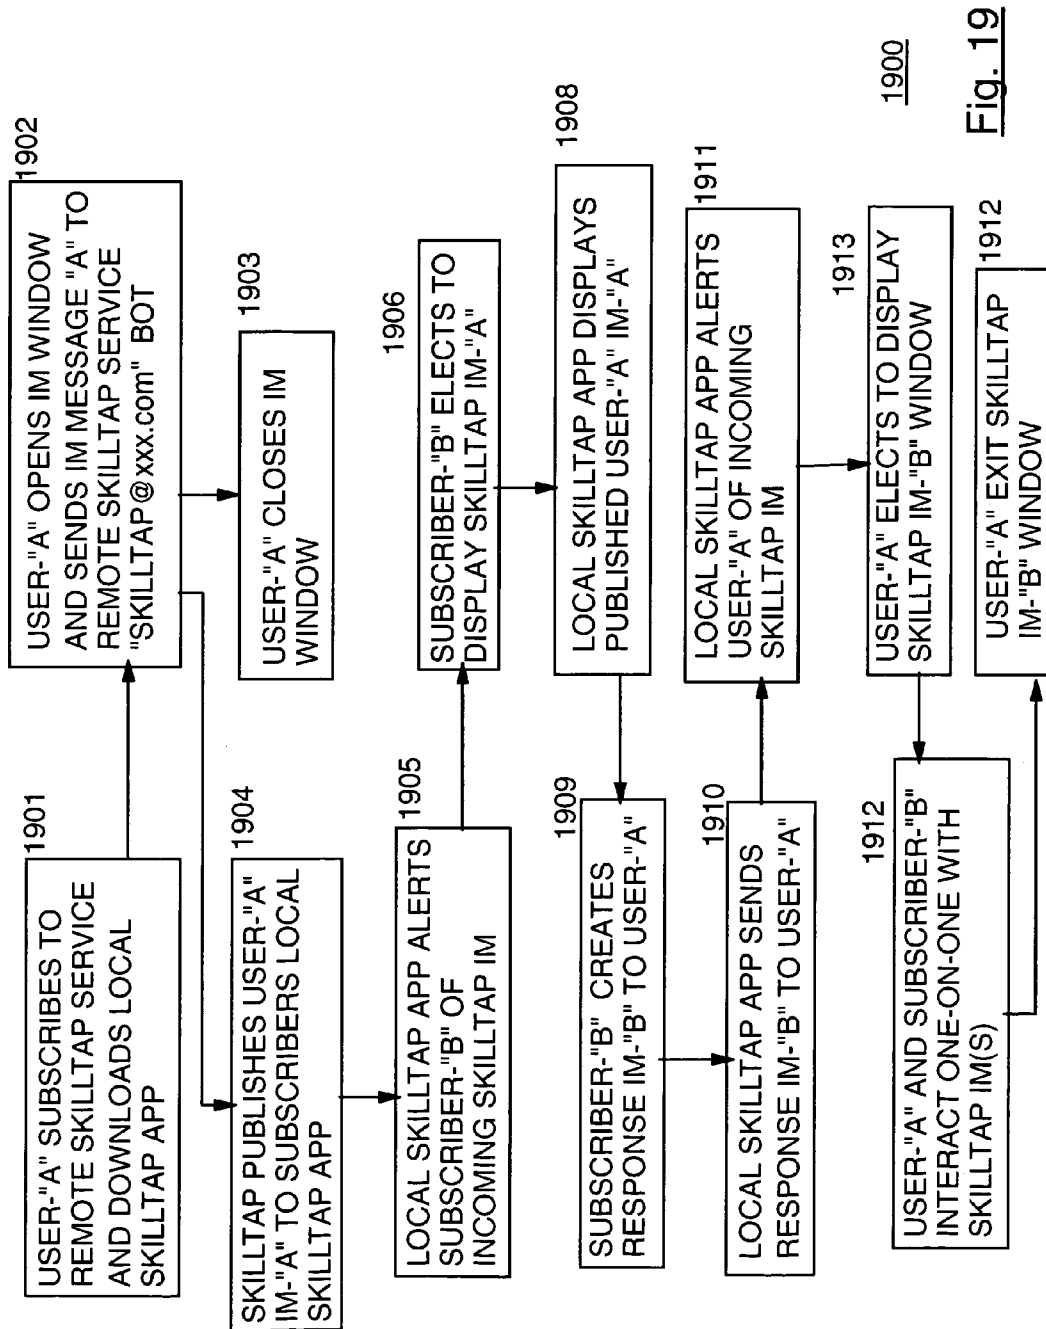 1901
USER-"A" SUBSCRIBES TO
REMOTE SKILLTAP SERVICE
AND DOWNLOADS LOCAL
SKILLTAP APP
1902
USER-"A" OPENS IM WINDOW
AND SENDS IM MESSAGE "A" TO
REMOTE SKILLTAP SERVICE
"SKILLTAP@xxx.com" BOT
1903
USER-"A" CLOSES IM
WINDOW
1904
SKILLTAP PUBLISHES USER-"A"
IM-"A" TO SUBSCRIBERS LOCAL
SKILLTAP APP
1905
LOCAL SKILLTAP APP ALERTS
SUBSCRIBER-"B" OF
INCOMING SKILLTAP IM
1906
SUBSCRIBER-"B" ELECTS TO
DISPLAY SKILLTAP IM-"A"
1908
LOCAL SKILLTAP APP DISPLAYS
PUBLISHED USER-"A" IM-"A"
1909
SUBSCRIBER-"B" CREATES
RESPONSE IM-"B" TO USER-"A"
1910
LOCAL SKILLTAP APP SENDS
RESPONSE IM-"B" TO USER-"A"
1911
LOCAL SKILLTAP APP ALERTS
USER-"A" OF INCOMING
SKILLTAP IM
1913
USER-"A" ELECTS TO DISPLAY
SKILLTAP IM-"B" WINDOW
1912
USER-"A" AND SUBSCRIBER-"B"
INTERACT ONE-ON-ONE WITH
SKILLTAP IM(S)
1912
USER-"A" EXIT SKILLTAP
IM-"B" WINDOW
1900
Fig. 19